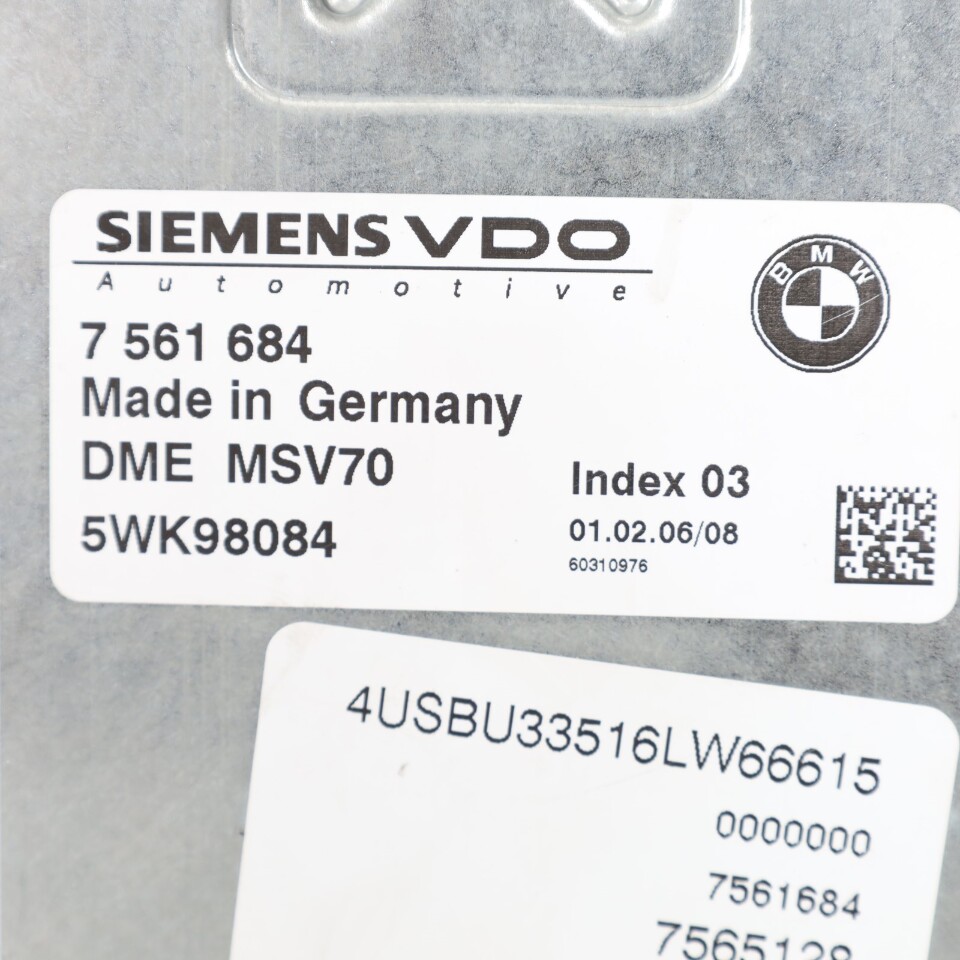 SIEMENS VDO
Automotive
BMW
7 561 684
Made in Germany
DME MSV70
Index 03
5WK98084
01.02.06/08
60310976
4USBU33516LW66615
0000000
7561684
7565128